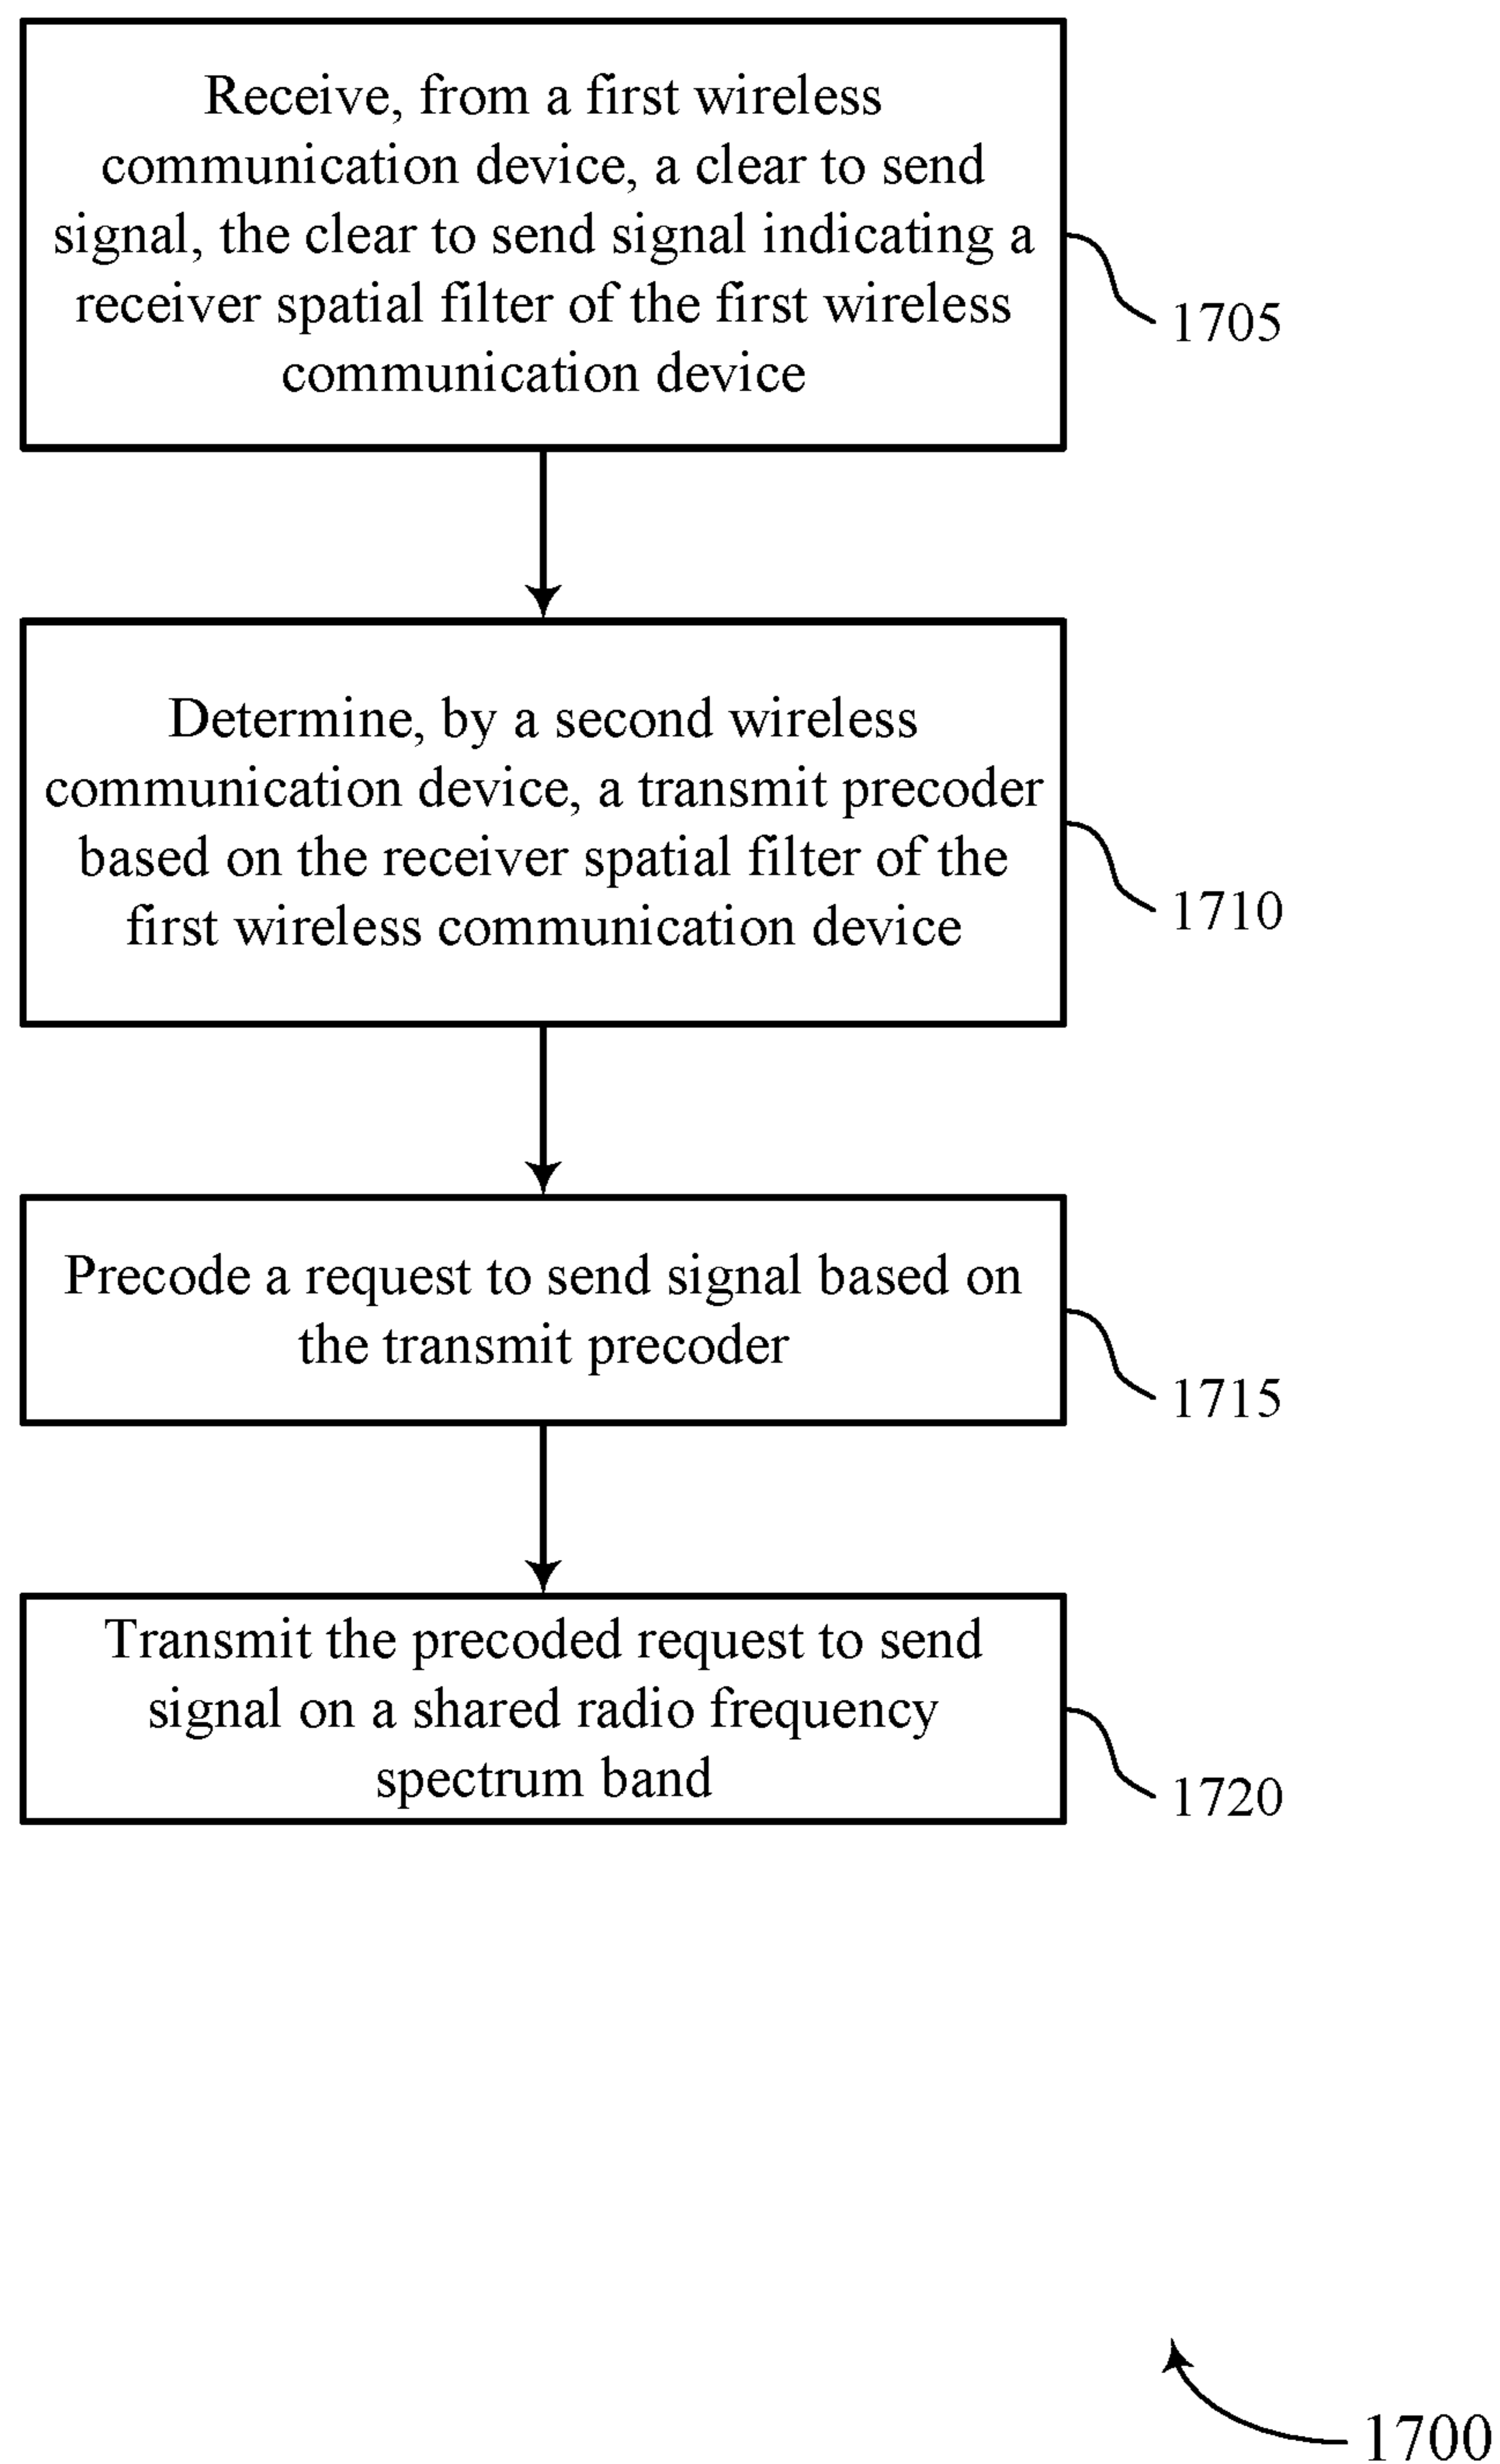 Receive, from a first wireless
communication device, a clear to send
signal, the clear to send signal indicating a
receiver spatial filter of the first wireless
communication device
1705
Determine, by a second wireless
communication device, a transmit precoder
based on the receiver spatial filter of the
first wireless communication device
1710
Precode a request to send signal based on
the transmit precoder
1715
Transmit the precoded request to send
signal on a shared radio frequency
spectrum band
1720
1700